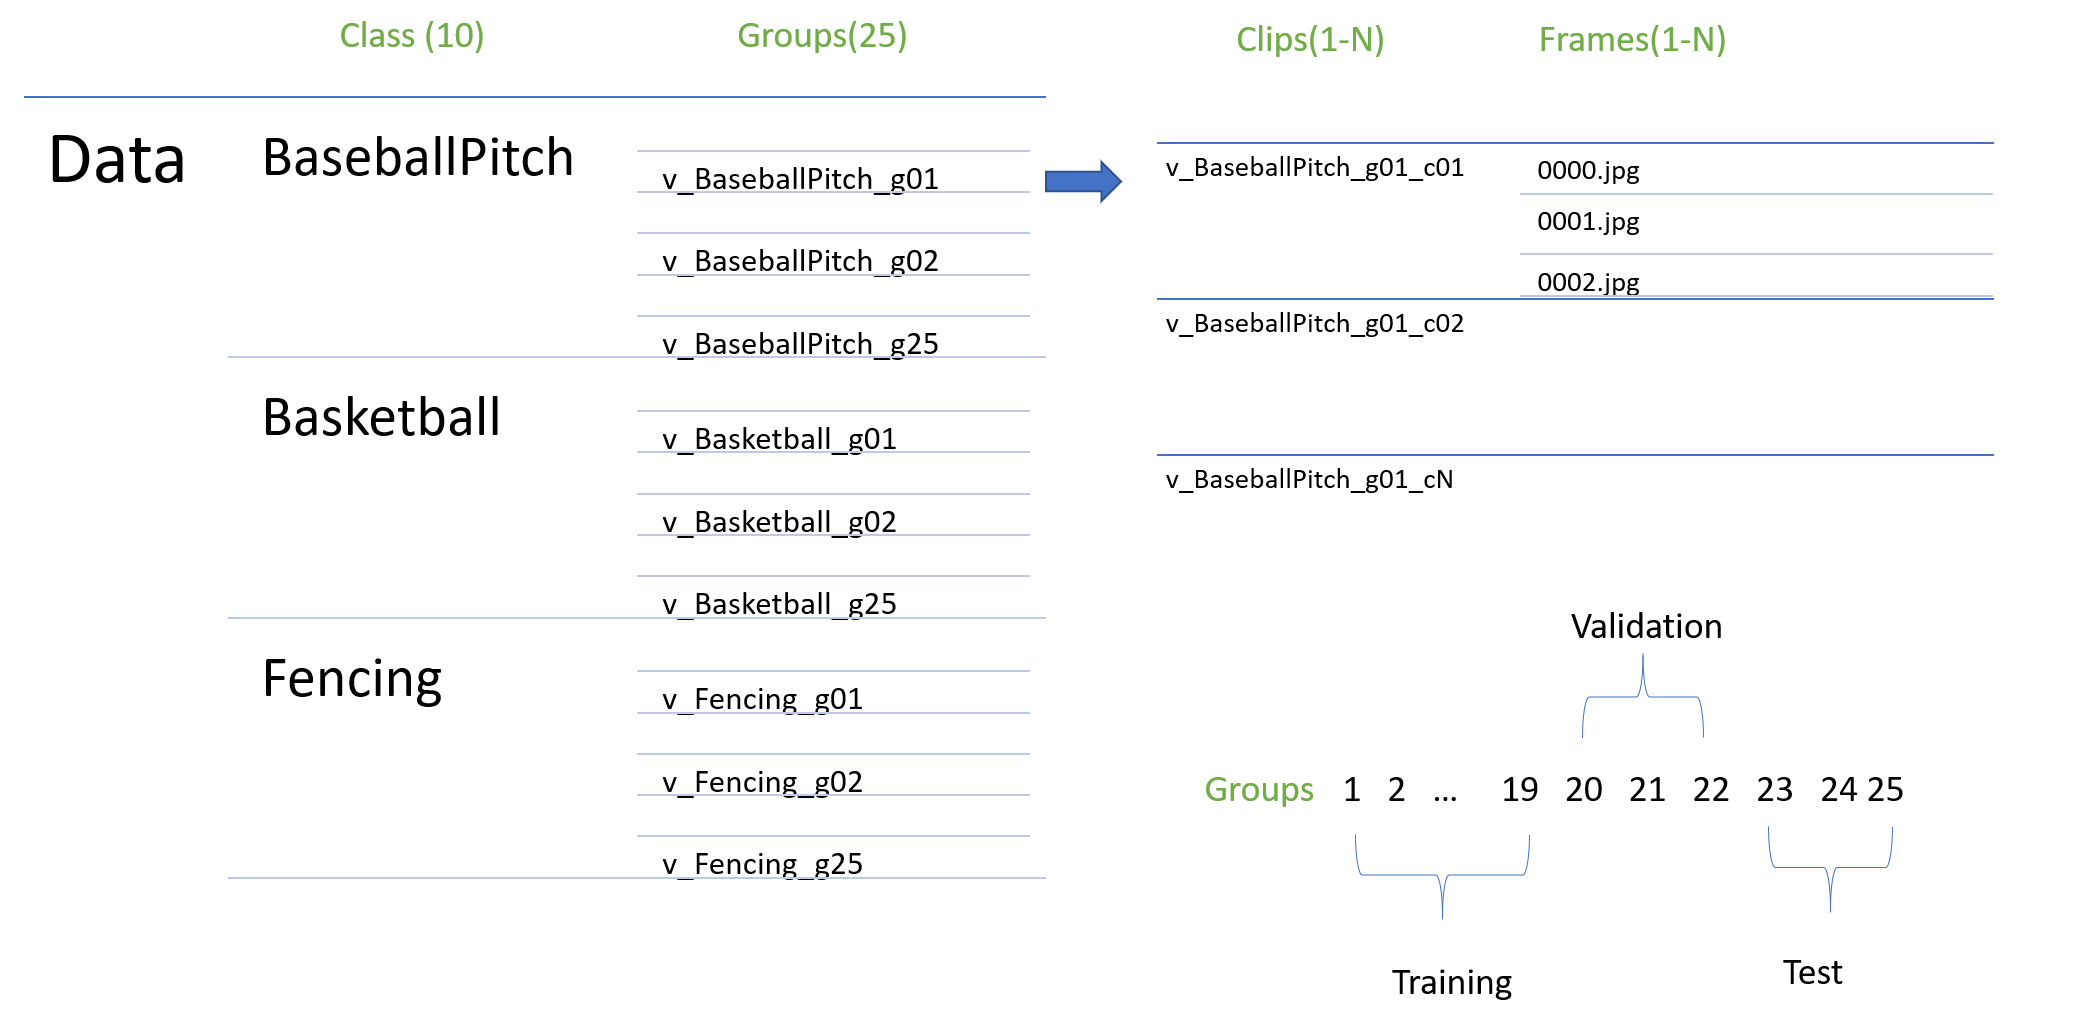 Class (10)
Groups(25)
Clips(1-N)
Frames(1-N)
Data
BaseballPitch
v_BaseballPitch_g01
v_BaseballPitch_g02
v_BaseballPitch_g25
Basketball
v_Basketball_g01
v_Basketball_g02
v_Basketball_g25
Fencing
v_Fencing_g01
v_Fencing_g02
v_Fencing_g25
v_BaseballPitch_g01_c01
0000.jpg
0001.jpg
0002.jpg
v_BaseballPitch_g01_c02
v_BaseballPitch_g01_cN
Validation
Groups 1 2 ... 19 20 21 22 23 24 25
Training
Test